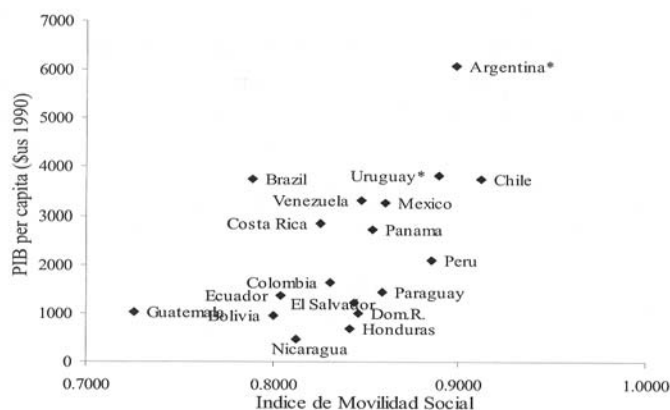 PIB per capita ($us 1990)
7000
6000
5000
4000
3000
2000
1000
0
Argentina*
Brazil
Uruguay*
Chile
Venezuela
Mexico
Costa Rica
Panama
Peru
Colombia
Paraguay
Ecuador
El Salvador
Guatemala
Bolivia
Dom.R.
Honduras
Nicaragua
0.7000 0.8000 0.9000 1.0000
Indice de Movilidad Social